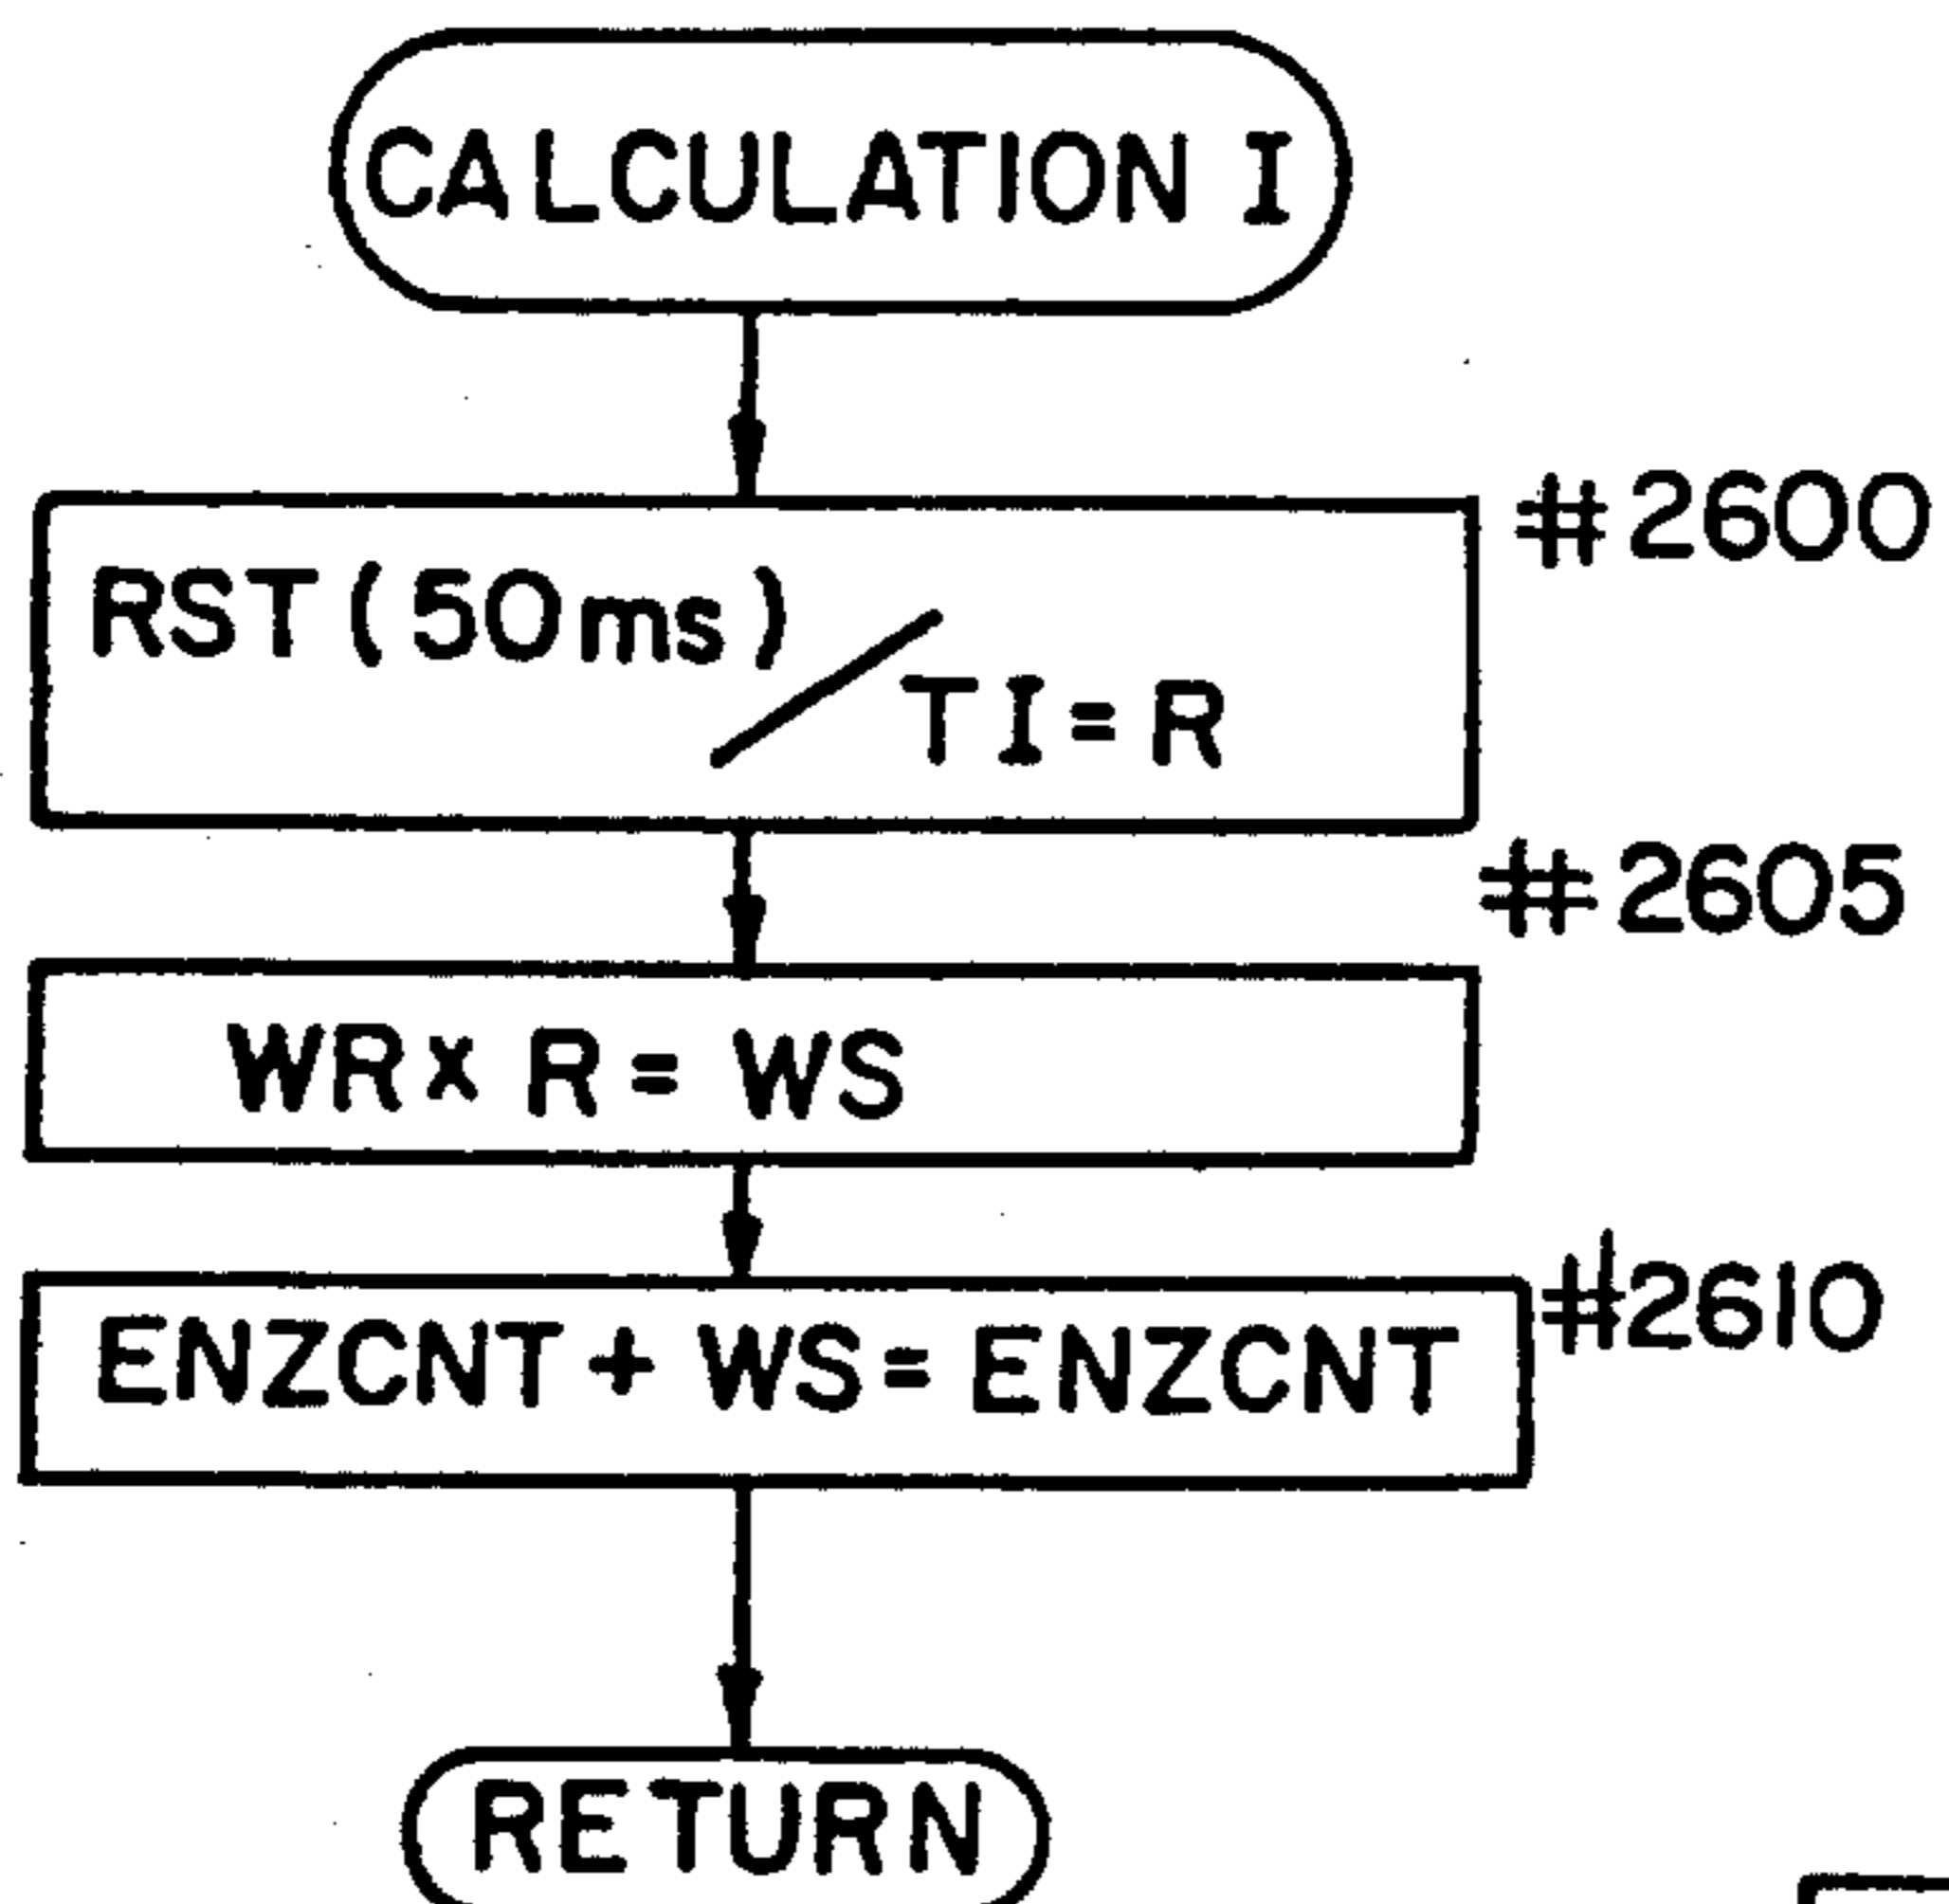 CALCULATION I
#2600
RST(50ms)/TI=R
#2605
WR× R= WS
#2610
ENZCNT+ WS= ENZCNT
RETURN